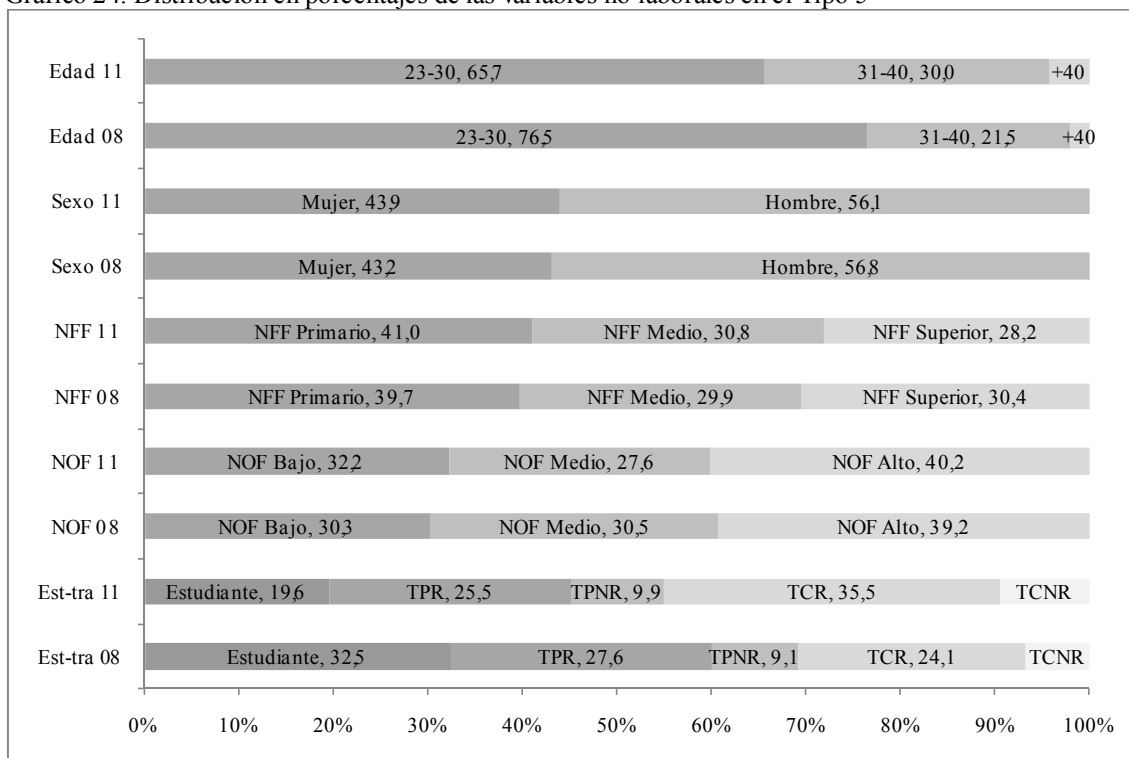 Gráfico 24. Distribución en porcentajes de las variables no laborales en el Tipo 5
Edad 11 23-30, 65,7 31-40, 30,0 +40
Edad 08 23-30, 76,5 31-40, 21,5 +40
Sexo 11 Mujer, 43,9 Hombre, 56,1
Sexo 08 Mujer, 43,2 Hombre, 56,8
NFF 11 NFF Primario, 41,0 NFF Medio, 30,8 NFF Superior, 28,2
NFF 08 NFF Primario, 39,7 NFF Medio, 29,9 NFF Superior, 30,4
NOF 11 NOF Bajo, 32,2 NOF Medio, 27,6 NOF Alto, 40,2
NOF 08 NOF Bajo, 30,3 NOF Medio, 30,5 NOF Alto, 39,2
Est-tra 11 Estudiante, 19,6 TPR, 25,5 TPNR, 9,9 TCR, 35,5 TCNR
Est-tra 08 Estudiante, 32,5 TPR, 27,6 TPNR, 9,1 TCR, 24,1 TCNR
0% 10% 20% 30% 40% 50% 60% 70% 80% 90% 100%